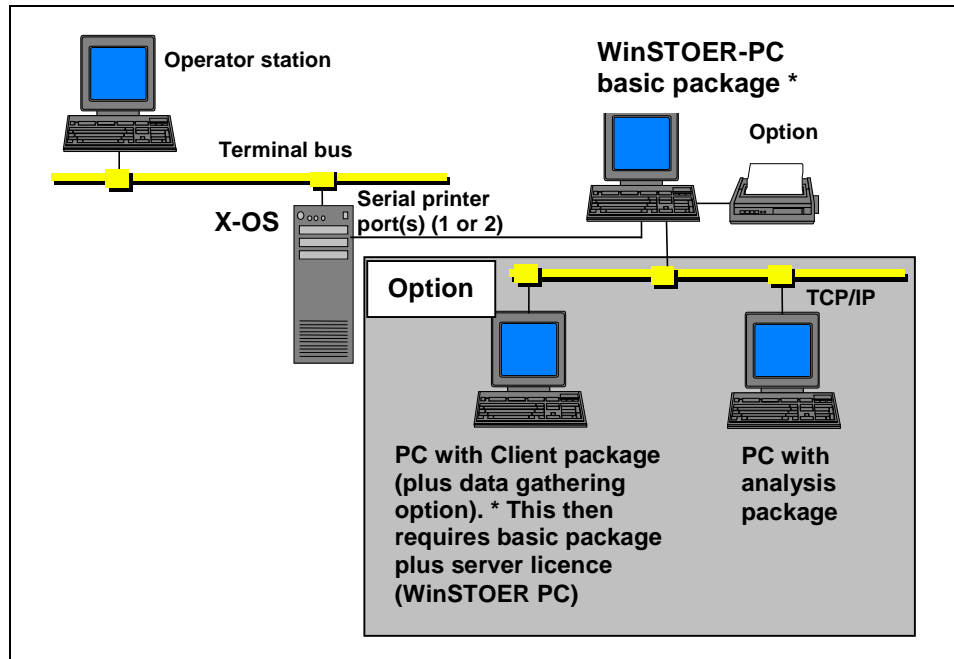 Operator station
WinSTOER-PC
basic package *
Option
Terminal bus
Serial printer
port(s) (1 or 2)
X-OS
Option
TCP/IP
PC with Client package
(plus data gathering
option). * This then
requires basic package
plus server licence
(WinSTOER PC)
PC with
analysis
package